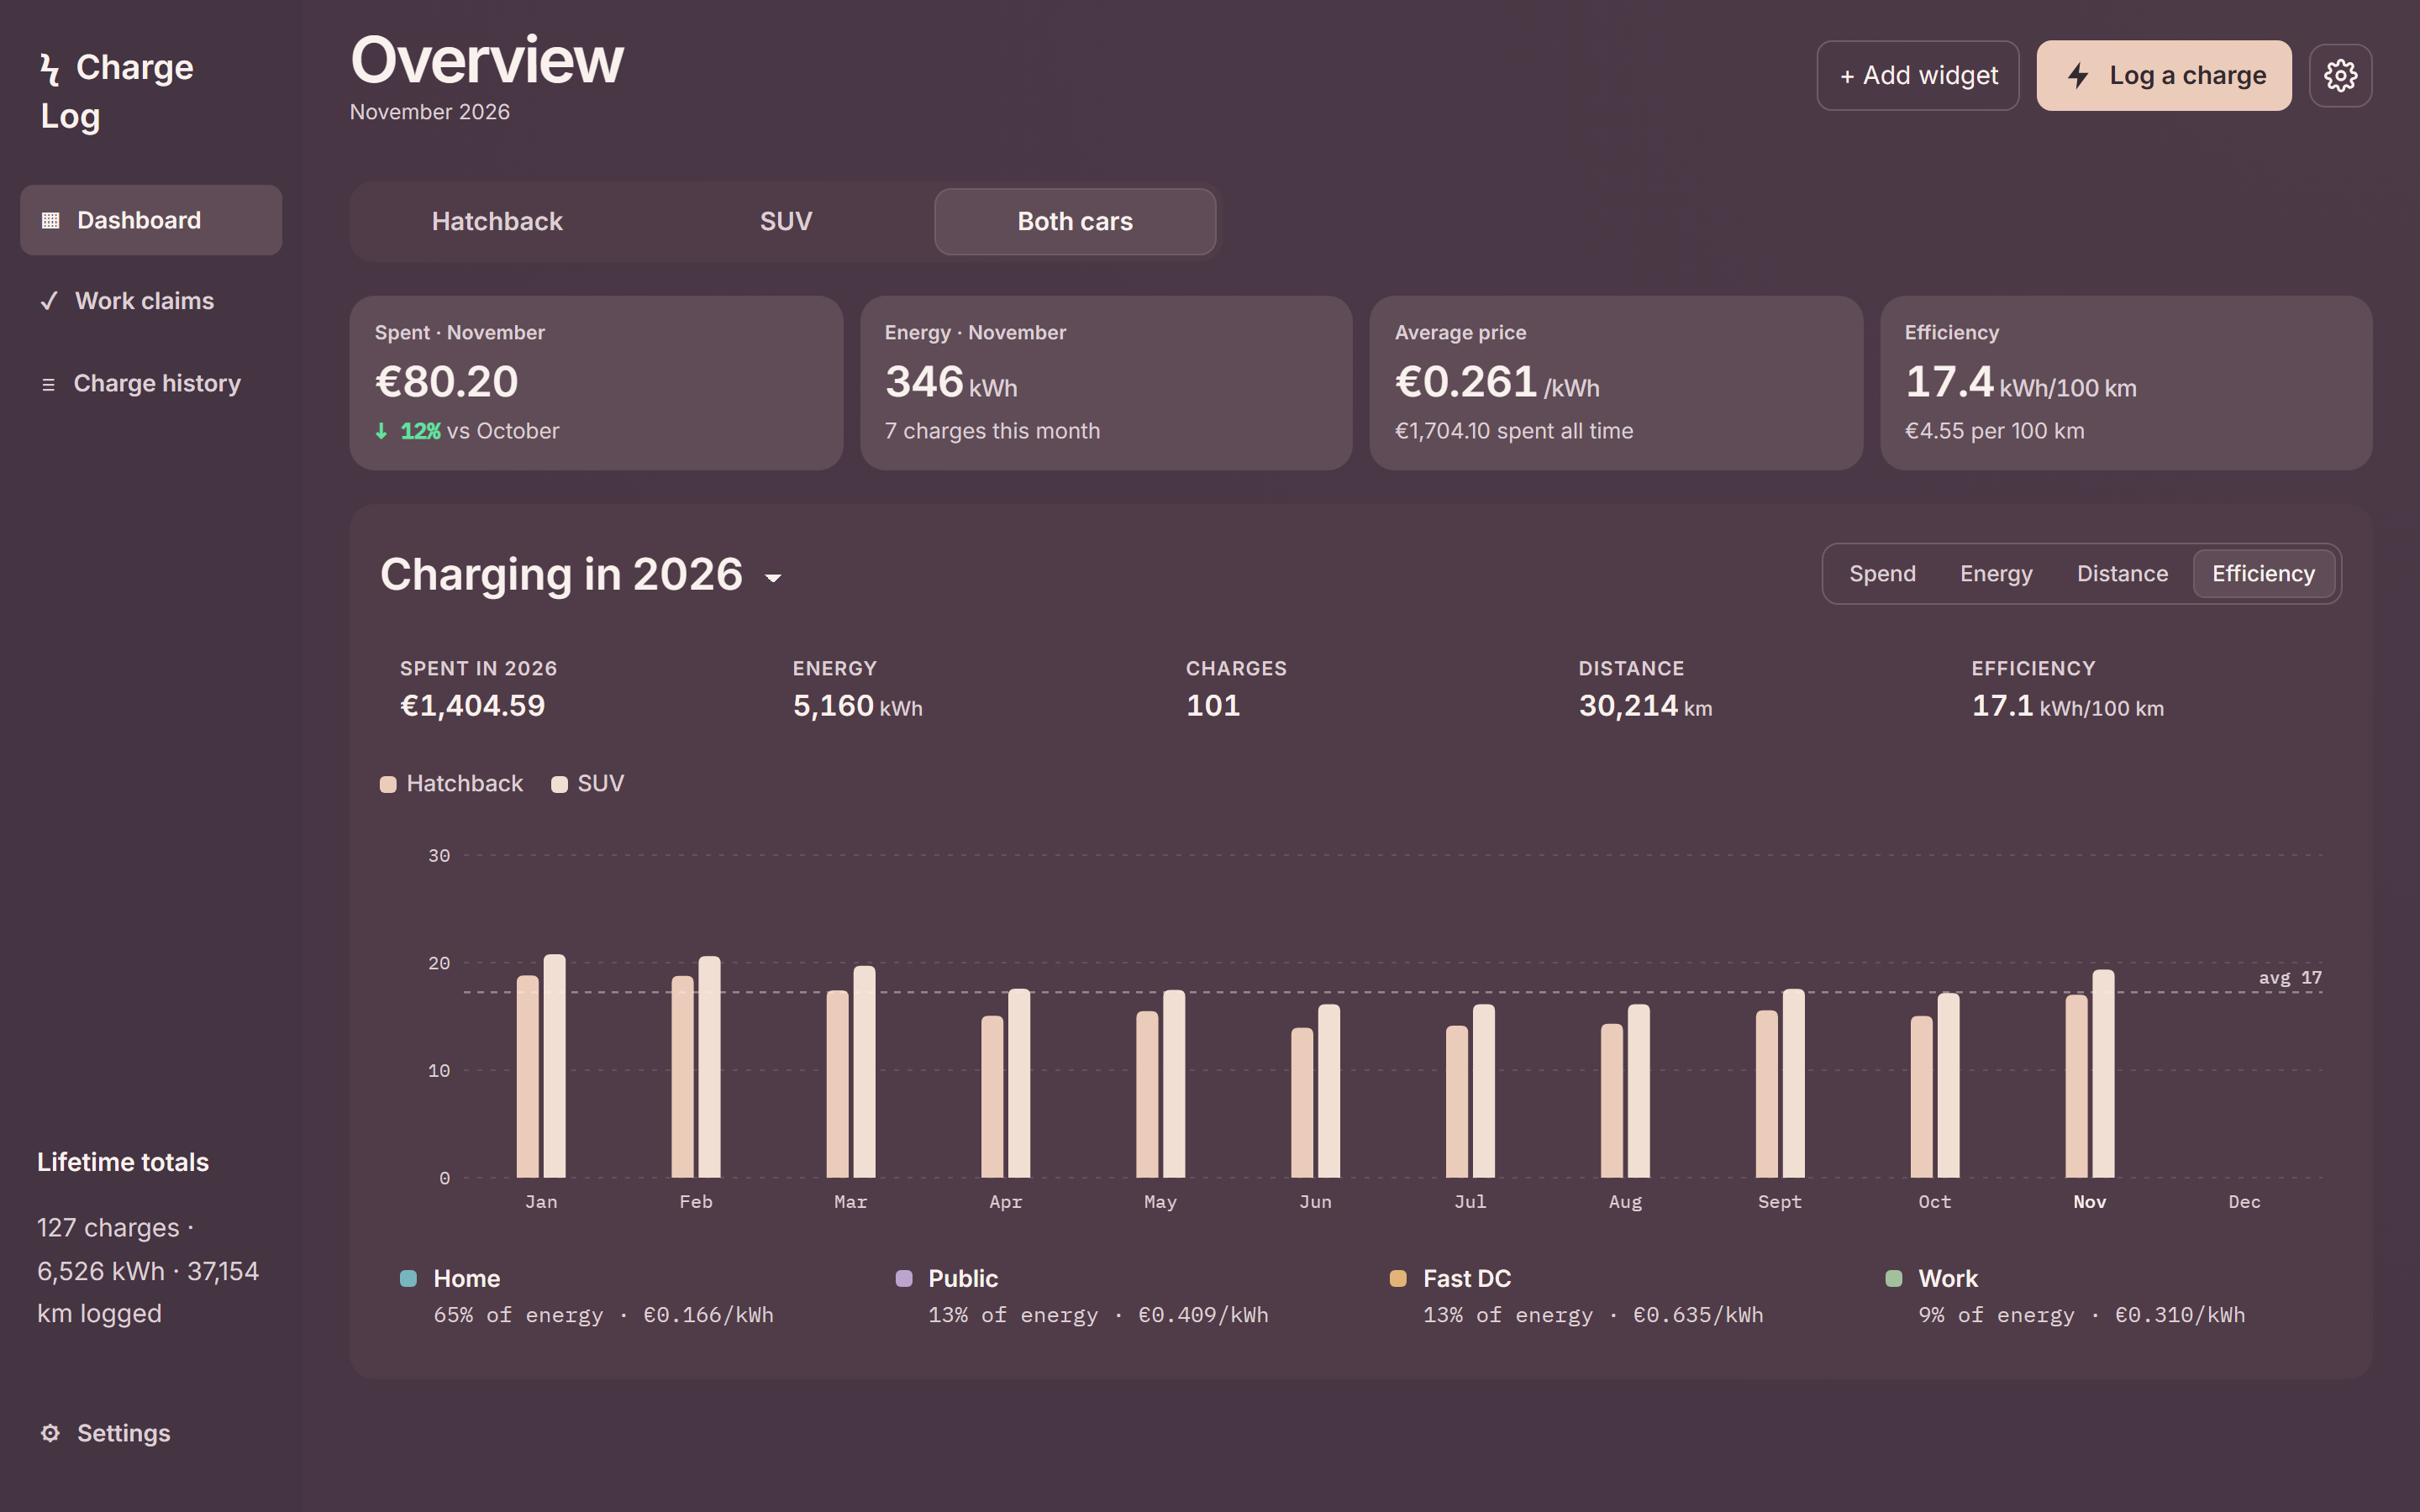 Charge
Log
Dashboard
Work claims
Charge history
Lifetime totals
127 charges ·
6,526 kWh · 37,154
km logged
Settings
Overview
November 2026
+ Add widget
Log a charge
Hatchback
SUV
Both cars
Spent · November
€80.20
↓ 12% vs October
Energy · November
346 kWh
7 charges this month
Average price
€0.261 /kWh
€1,704.10 spent all time
Efficiency
17.4 kWh/100 km
€4.55 per 100 km
Charging in 2026
Spend
Energy
Distance
Efficiency
SPENT IN 2026
€1,404.59
ENERGY
5,160 kWh
CHARGES
101
DISTANCE
30,214 km
EFFICIENCY
17.1 kWh/100 km
Hatchback
SUV
30
20
10
0
avg 17
Jan
Feb
Mar
Apr
May
Jun
Jul
Aug
Sept
Oct
Nov
Dec
Home
65% of energy · €0.166/kWh
Public
13% of energy · €0.409/kWh
Fast DC
13% of energy · €0.635/kWh
Work
9% of energy · €0.310/kWh